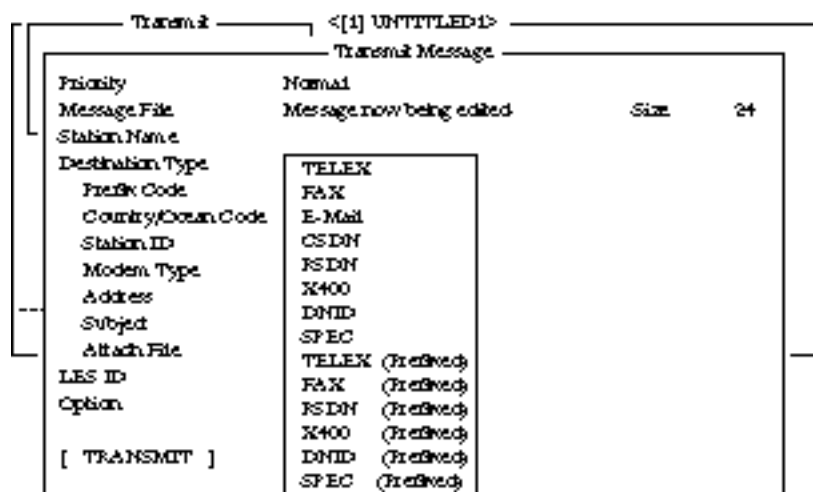 Transmit <[1] UNTITLED1>
Transmit Message
Priority Normal
Message File Message now being edited Size 24
Station Name
Destination Type
Prefix Code
Country/Ocean Code
Station ID
Modem Type
Address
Subject
Attach File
LES ID
Option
[ TRANSMIT ]
TELEX
FAX
E-Mail
CSDN
PSDN
X400
DNID
SPEC
TELEX (Prefixed)
FAX (Prefixed)
PSDN (Prefixed)
X400 (Prefixed)
DNID (Prefixed)
SPEC (Prefixed)